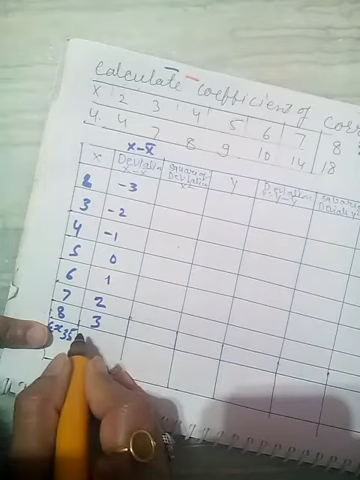 calculate coefficient of
X 2 3 4 5 6 7 8
Y. 4 7 8 9 10 14 18
x-x̄
X Deviation x-x̄ square of Deviation x² Y Deviation Y-Ȳ
2 -3
3 -2
4 -1
5 0
6 1
7 2
8 3
Σx 35